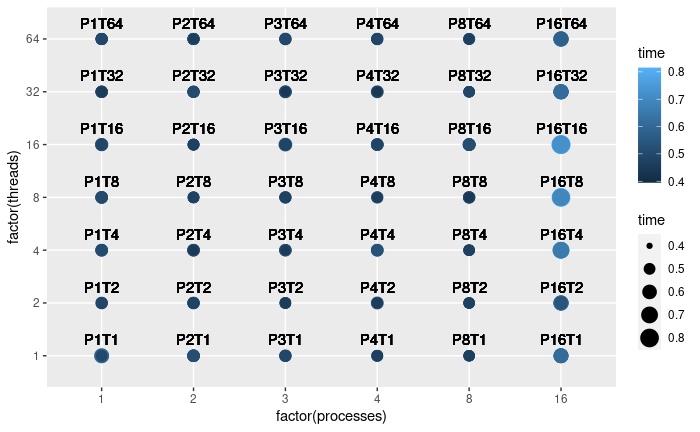 P1T64 P2T64 P3T64 P4T64 P8T64 P16T64
64
P1T32 P2T32 P3T32 P4T32 P8T32 P16T32
32
P1T16 P2T16 P3T16 P4T16 P8T16 P16T16
16
P1T8 P2T8 P3T8 P4T8 P8T8 P16T8
8
P1T4 P2T4 P3T4 P4T4 P8T4 P16T4
4
P1T2 P2T2 P3T2 P4T2 P8T2 P16T2
2
P1T1 P2T1 P3T1 P4T1 P8T1 P16T1
1
1 2 3 4 8 16
factor(processes)
factor(threads)
time
0.8
0.7
0.6
0.5
0.4
time
0.4
0.5
0.6
0.7
0.8